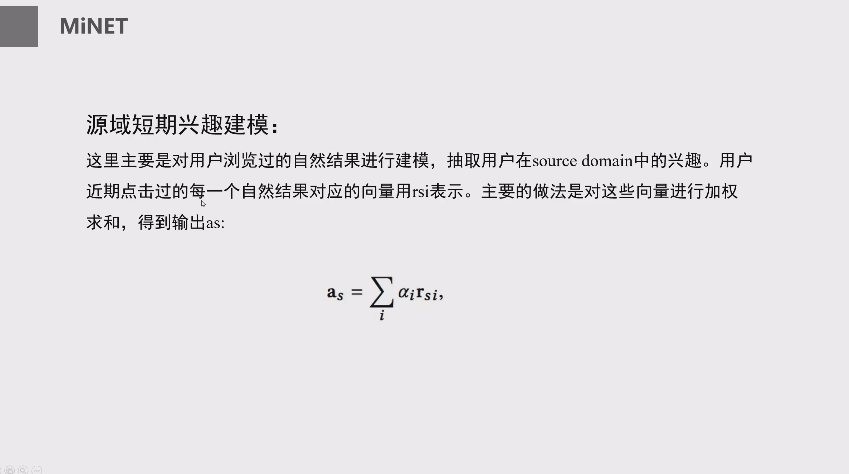 MiNET
源域短期兴趣建模：
这里主要是对用户浏览过的自然结果进行建模，抽取用户在source domain中的兴趣。用户
近期点击过的每一个自然结果对应的向量用rsi表示。主要的做法是对这些向量进行加权
求和，得到输出as:
a_s = ∑_i α_i r_{si},